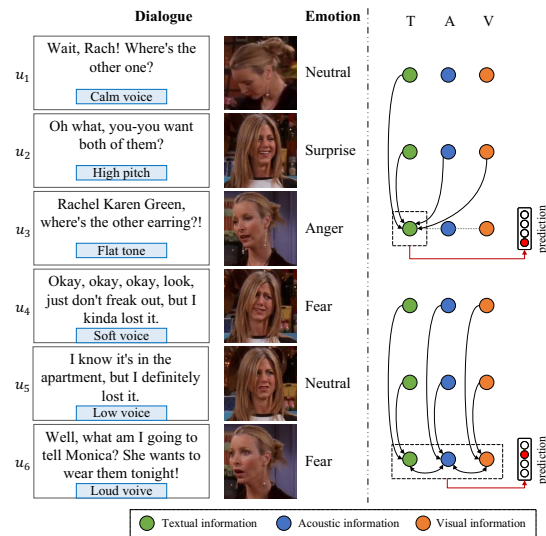 Dialogue Emotion T A V
u1 Wait, Rach! Where's the
other one?
Calm voice
Neutral
u2 Oh what, you-you want
both of them?
High pitch
Surprise
u3 Rachel Karen Green,
where's the other earring?!
Flat tone
Anger
prediction
u4 Okay, okay, okay, look,
just don't freak out, but I
kinda lost it.
Soft voice
Fear
u5 I know it's in the
apartment, but I definitely
lost it.
Low voice
Neutral
u6 Well, what am I going to
tell Monica? She wants to
wear them tonight!
Loud voive
Fear
prediction
Textual information Acoustic information Visual information